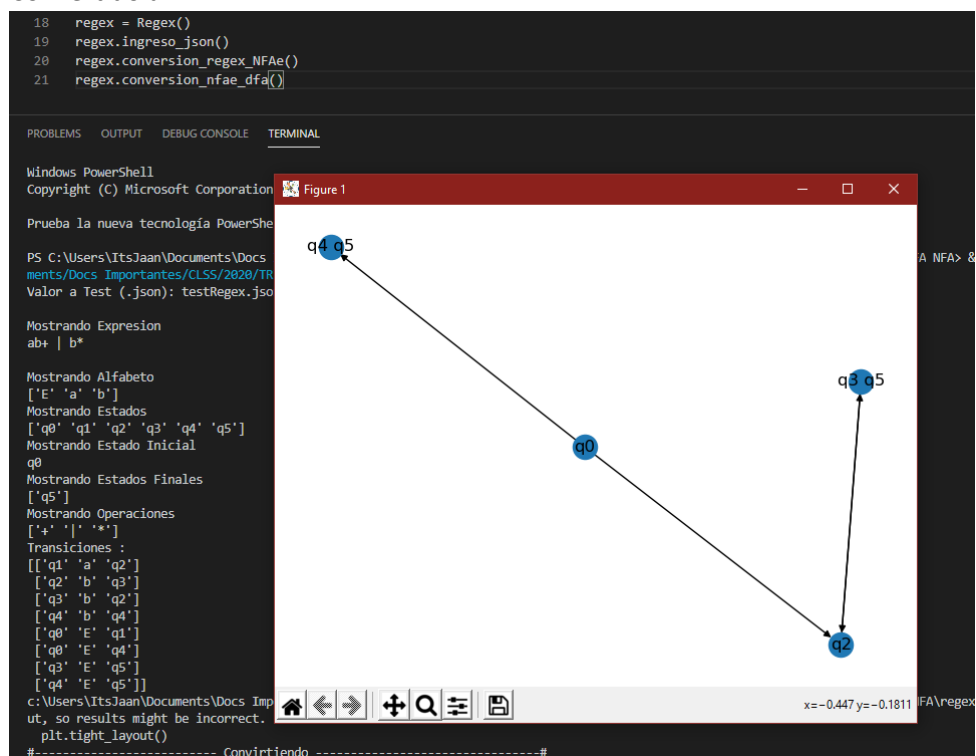 18 regex = Regex()
19 regex.ingreso_json()
20 regex.conversion_regex_NFAe()
21 regex.conversion_nfae_dfa()
PROBLEMS OUTPUT DEBUG CONSOLE TERMINAL
Windows PowerShell
Copyright (C) Microsoft Corporation
Prueba la nueva tecnología PowerShe
PS C:\Users\ItsJaan\Documents\Docs
A NFA> &
ments/Docs Importantes/CLSS/2020/TR
Valor a Test (.json): testRegex.jso
Mostrando Expresion
ab+ | b*
Mostrando Alfabeto
['E' 'a' 'b']
Mostrando Estados
['q0' 'q1' 'q2' 'q3' 'q4' 'q5']
Mostrando Estado Inicial
q0
Mostrando Estados Finales
['q5']
Mostrando Operaciones
['+' '|' '*']
Transiciones :
[['q1' 'a' 'q2']
['q2' 'b' 'q3']
['q3' 'b' 'q2']
['q4' 'b' 'q4']
['q0' 'E' 'q1']
['q0' 'E' 'q4']
['q3' 'E' 'q5']
['q4' 'E' 'q5']]
c:\Users\ItsJaan\Documents\Docs Imp
FA\regex
ut, so results might be incorrect.
plt.tight_layout()
#-------------------------- Convirtiendo --------------------------------#
Figure 1
q4 q5
q3 q5
q0
q2
x=−0.447 y=−0.1811